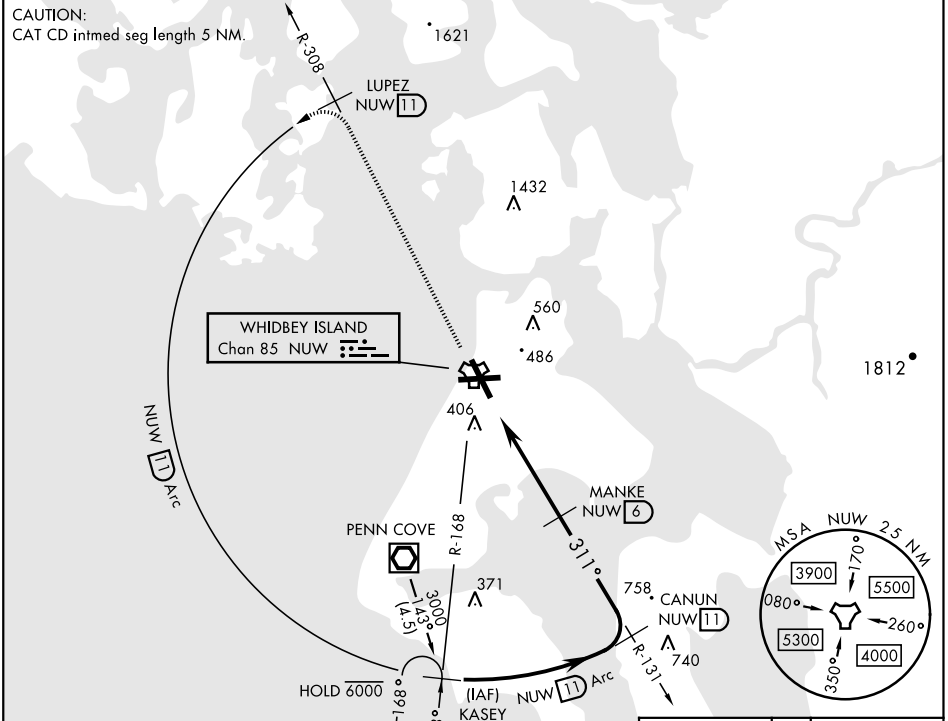 CAUTION:
CAT CD intmed seg length 5 NM.
1621
R-308
LUPEZ
NUW 11
1432
560
486
WHIDBEY ISLAND
Chan 85 NUW
1812
406
NUW 11 Arc
MANKE
NUW 6
R-168
311°
PENN COVE
MSA NUW 25 NM
170°
3900
5500
080°
260°
5300
4000
350°
3000
143°
(4.5)
371
758
CANUN
NUW 11
R-131
740
HOLD 6000
-168°
8°
(IAF)
KASEY
NUW 11 Arc